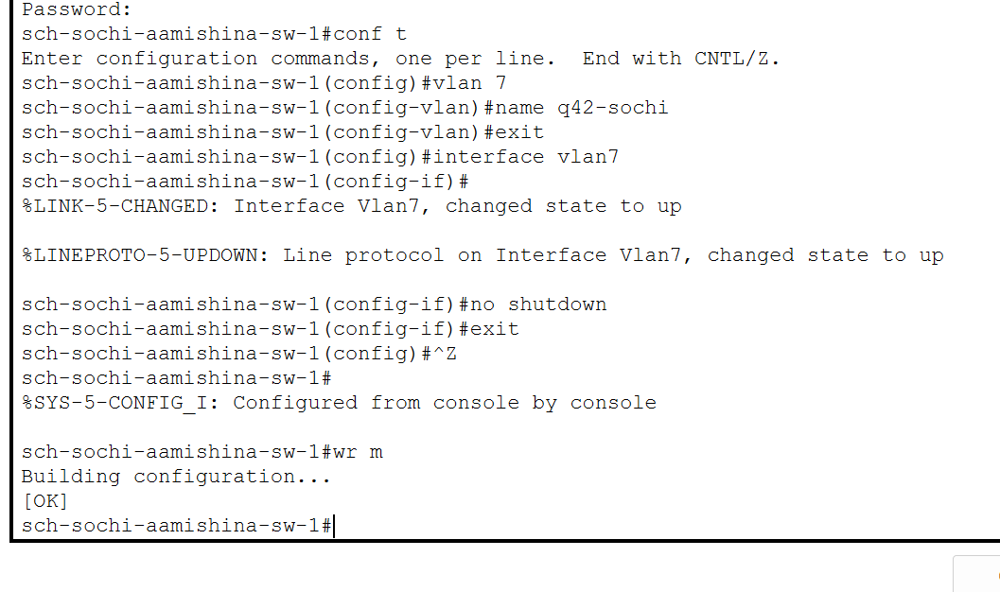 Password:
sch-sochi-aamishina-sw-1#conf t
Enter configuration commands, one per line.  End with CNTL/Z.
sch-sochi-aamishina-sw-1(config)#vlan 7
sch-sochi-aamishina-sw-1(config-vlan)#name q42-sochi
sch-sochi-aamishina-sw-1(config-vlan)#exit
sch-sochi-aamishina-sw-1(config)#interface vlan7
sch-sochi-aamishina-sw-1(config-if)#
%LINK-5-CHANGED: Interface Vlan7, changed state to up
%LINEPROTO-5-UPDOWN: Line protocol on Interface Vlan7, changed state to up
sch-sochi-aamishina-sw-1(config-if)#no shutdown
sch-sochi-aamishina-sw-1(config-if)#exit
sch-sochi-aamishina-sw-1(config)#^Z
sch-sochi-aamishina-sw-1#
%SYS-5-CONFIG_I: Configured from console by console
sch-sochi-aamishina-sw-1#wr m
Building configuration...
[OK]
sch-sochi-aamishina-sw-1#